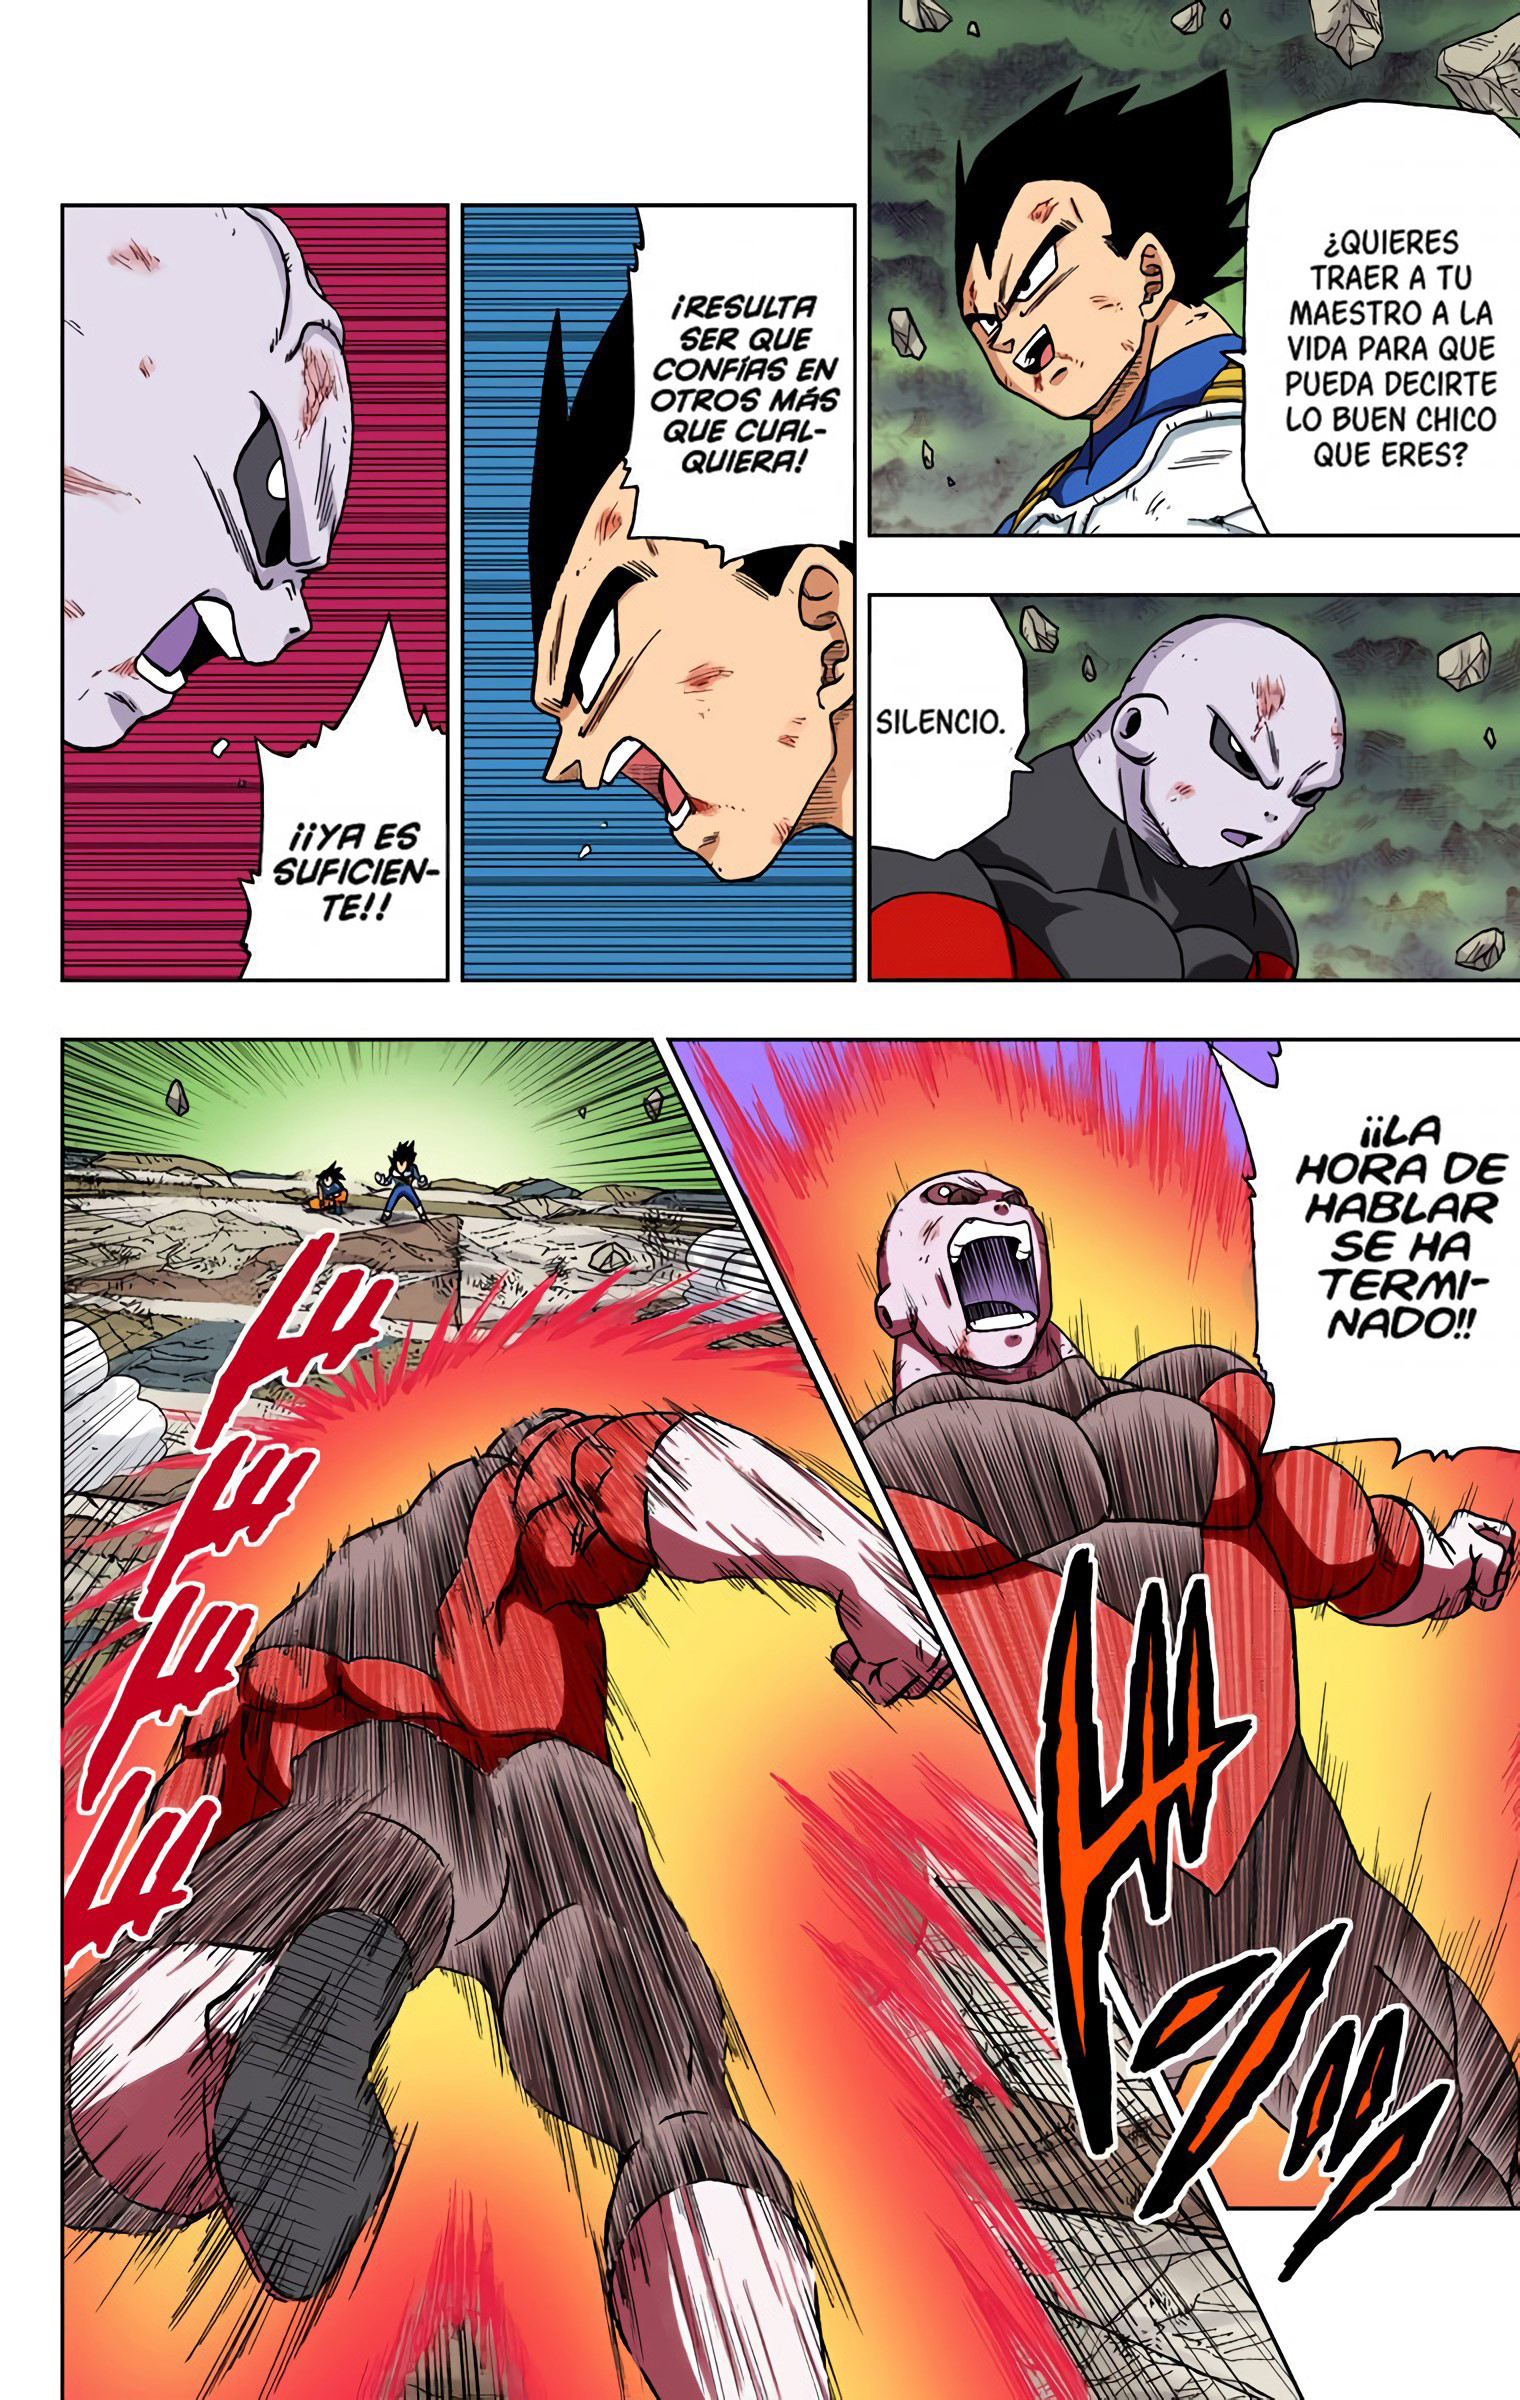 ¿QUIERES
TRAER A TU
MAESTRO A LA
VIDA PARA QUE
PUEDA DECIRTE
LO BUEN CHICO
QUE ERES?
SILENCIO.
¡RESULTA
SER QUE
CONFÍAS EN
OTROS MÁS
QUE CUAL-
QUIERA!
¡¡YA ES
SUFICIEN-
TE!!
¡¡LA
HORA DE
HABLAR
SE HA
TERMI-
NADO!!